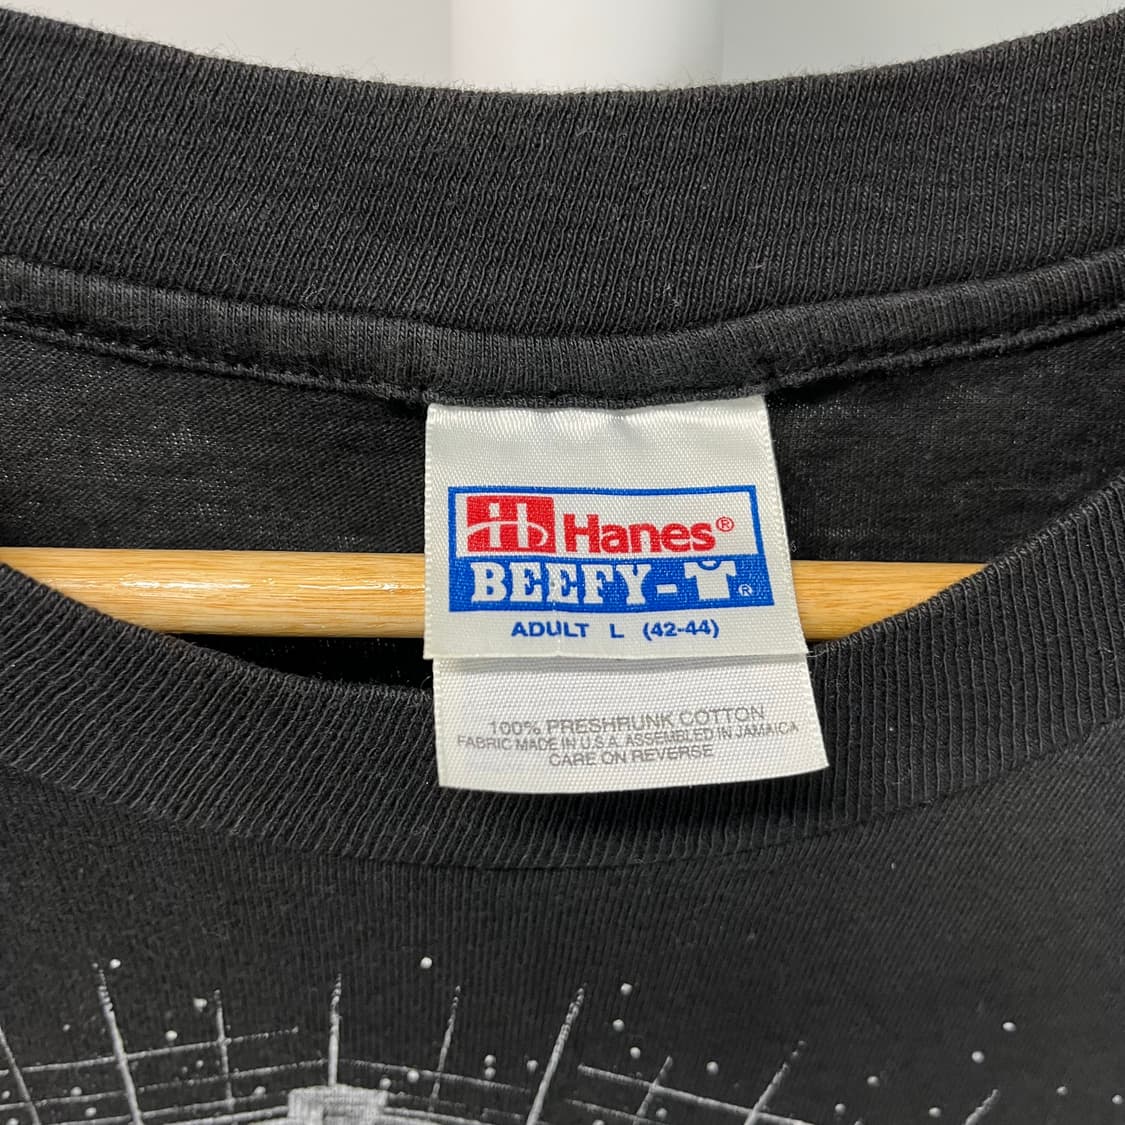 Hanes®
BEEFY-T®
ADULT L (42-44)
100% PRESHRUNK COTTON
FABRIC MADE IN U.S.A. ASSEMBLED IN JAMAICA
CARE ON REVERSE